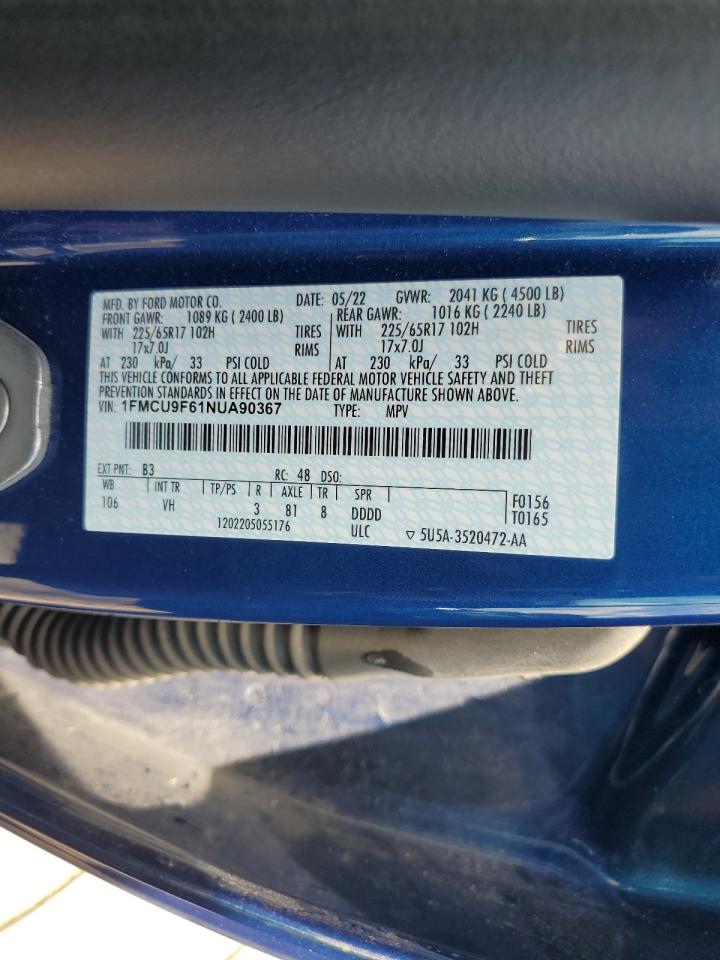 MFD. BY FORD MOTOR CO. DATE: 05/22 GVWR: 2041 KG ( 4500 LB)
FRONT GAWR: 1089 KG ( 2400 LB) REAR GAWR: 1016 KG ( 2240 LB)
WITH 225/65R17 102H TIRES WITH 225/65R17 102H TIRES
17x7.0J RIMS 17x7.0J RIMS
AT 230 kPa/ 33 PSI COLD AT 230 kPa/ 33 PSI COLD
THIS VEHICLE CONFORMS TO ALL APPLICABLE FEDERAL MOTOR VEHICLE SAFETY AND THEFT
PREVENTION STANDARDS IN EFFECT ON THE DATE OF MANUFACTURE SHOWN ABOVE.
VIN: 1FMCU9F61NUA90367 TYPE: MPV
EXT PNT: B3 RC: 48 DSO:
WB INT TR TP/PS R AXLE TR SPR F0156
106 VH 3 81 8 DDDD T0165
1202205055176 ULC ▽ 5U5A-3520472-AA